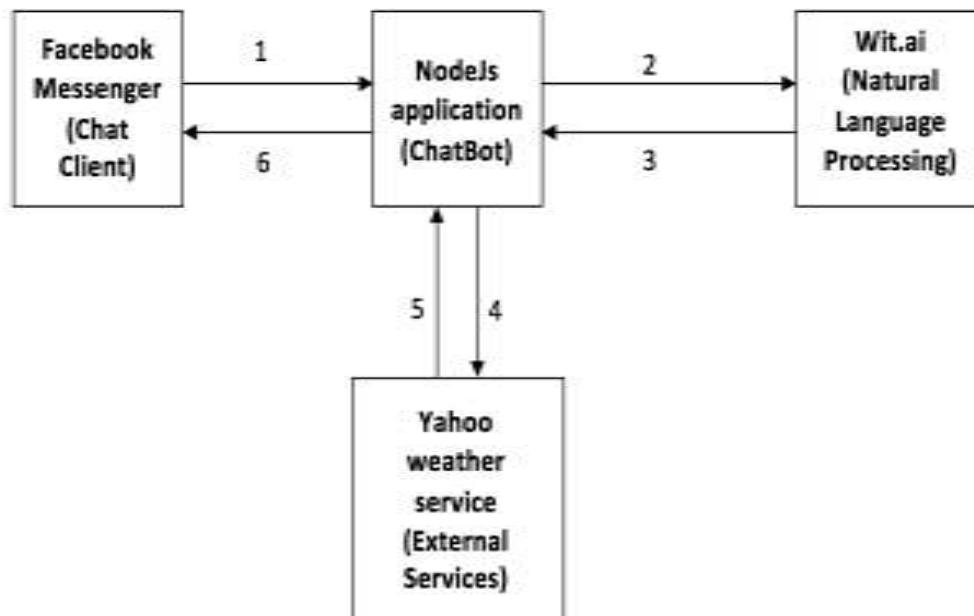 Facebook
Messenger
(Chat
Client)
1
6
NodeJs
application
(ChatBot)
2
3
Wit.ai
(Natural
Language
Processing)
5
4
Yahoo
weather
service
(External
Services)